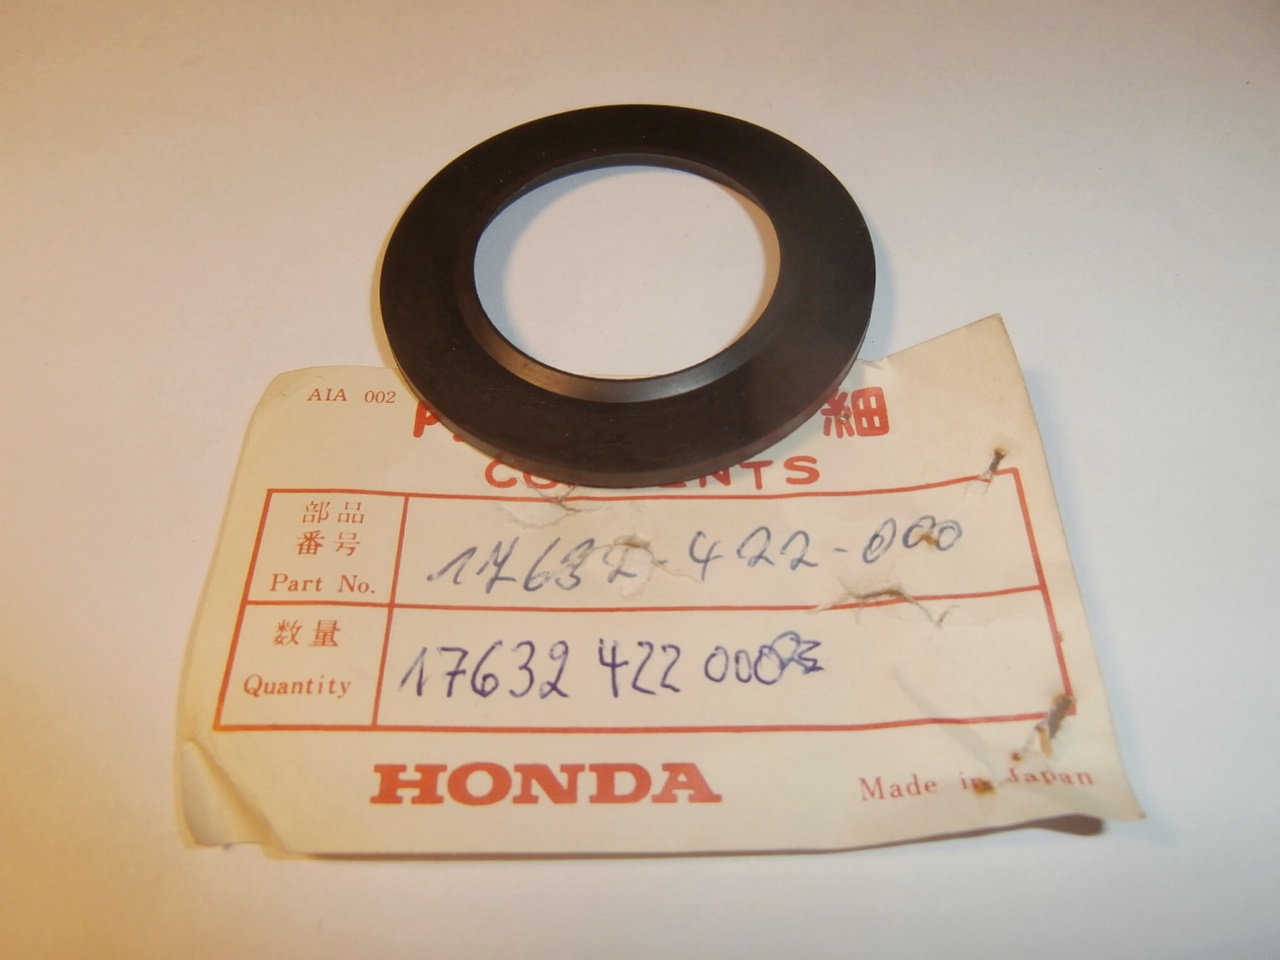 AIA 002
細
部品
番号
Part No.
17632-422-000
数量
Quantity
17632 422 000
HONDA
Made in Japan